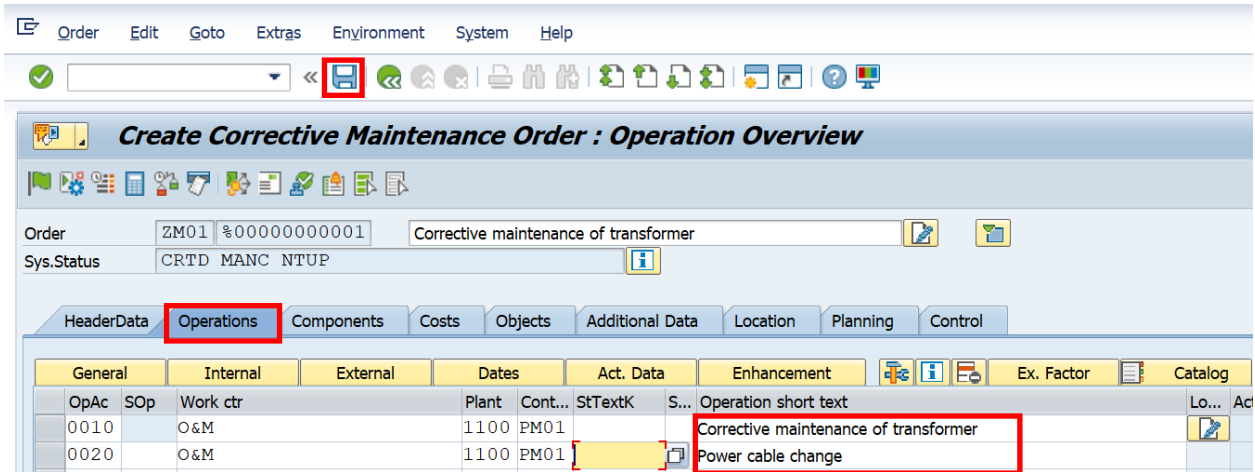 Order Edit Goto Extras Environment System Help
Create Corrective Maintenance Order : Operation Overview
Order ZM01 %00000000001 Corrective maintenance of transformer
Sys.Status CRTD MANC NTUP
HeaderData Operations Components Costs Objects Additional Data Location Planning Control
General Internal External Dates Act. Data Enhancement Ex. Factor Catalog
OpAc SOp Work ctr Plant Cont... StTextK S... Operation short text Lo... Act
0010 O&M 1100 PM01 Corrective maintenance of transformer
0020 O&M 1100 PM01 Power cable change